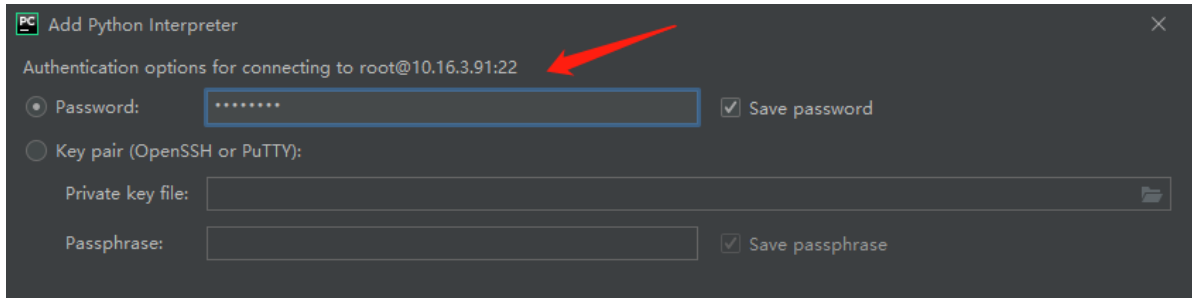 PC Add Python Interpreter
Authentication options for connecting to root@10.16.3.91:22
Password: •••••••• Save password
Key pair (OpenSSH or PuTTY):
Private key file:
Passphrase: Save passphrase